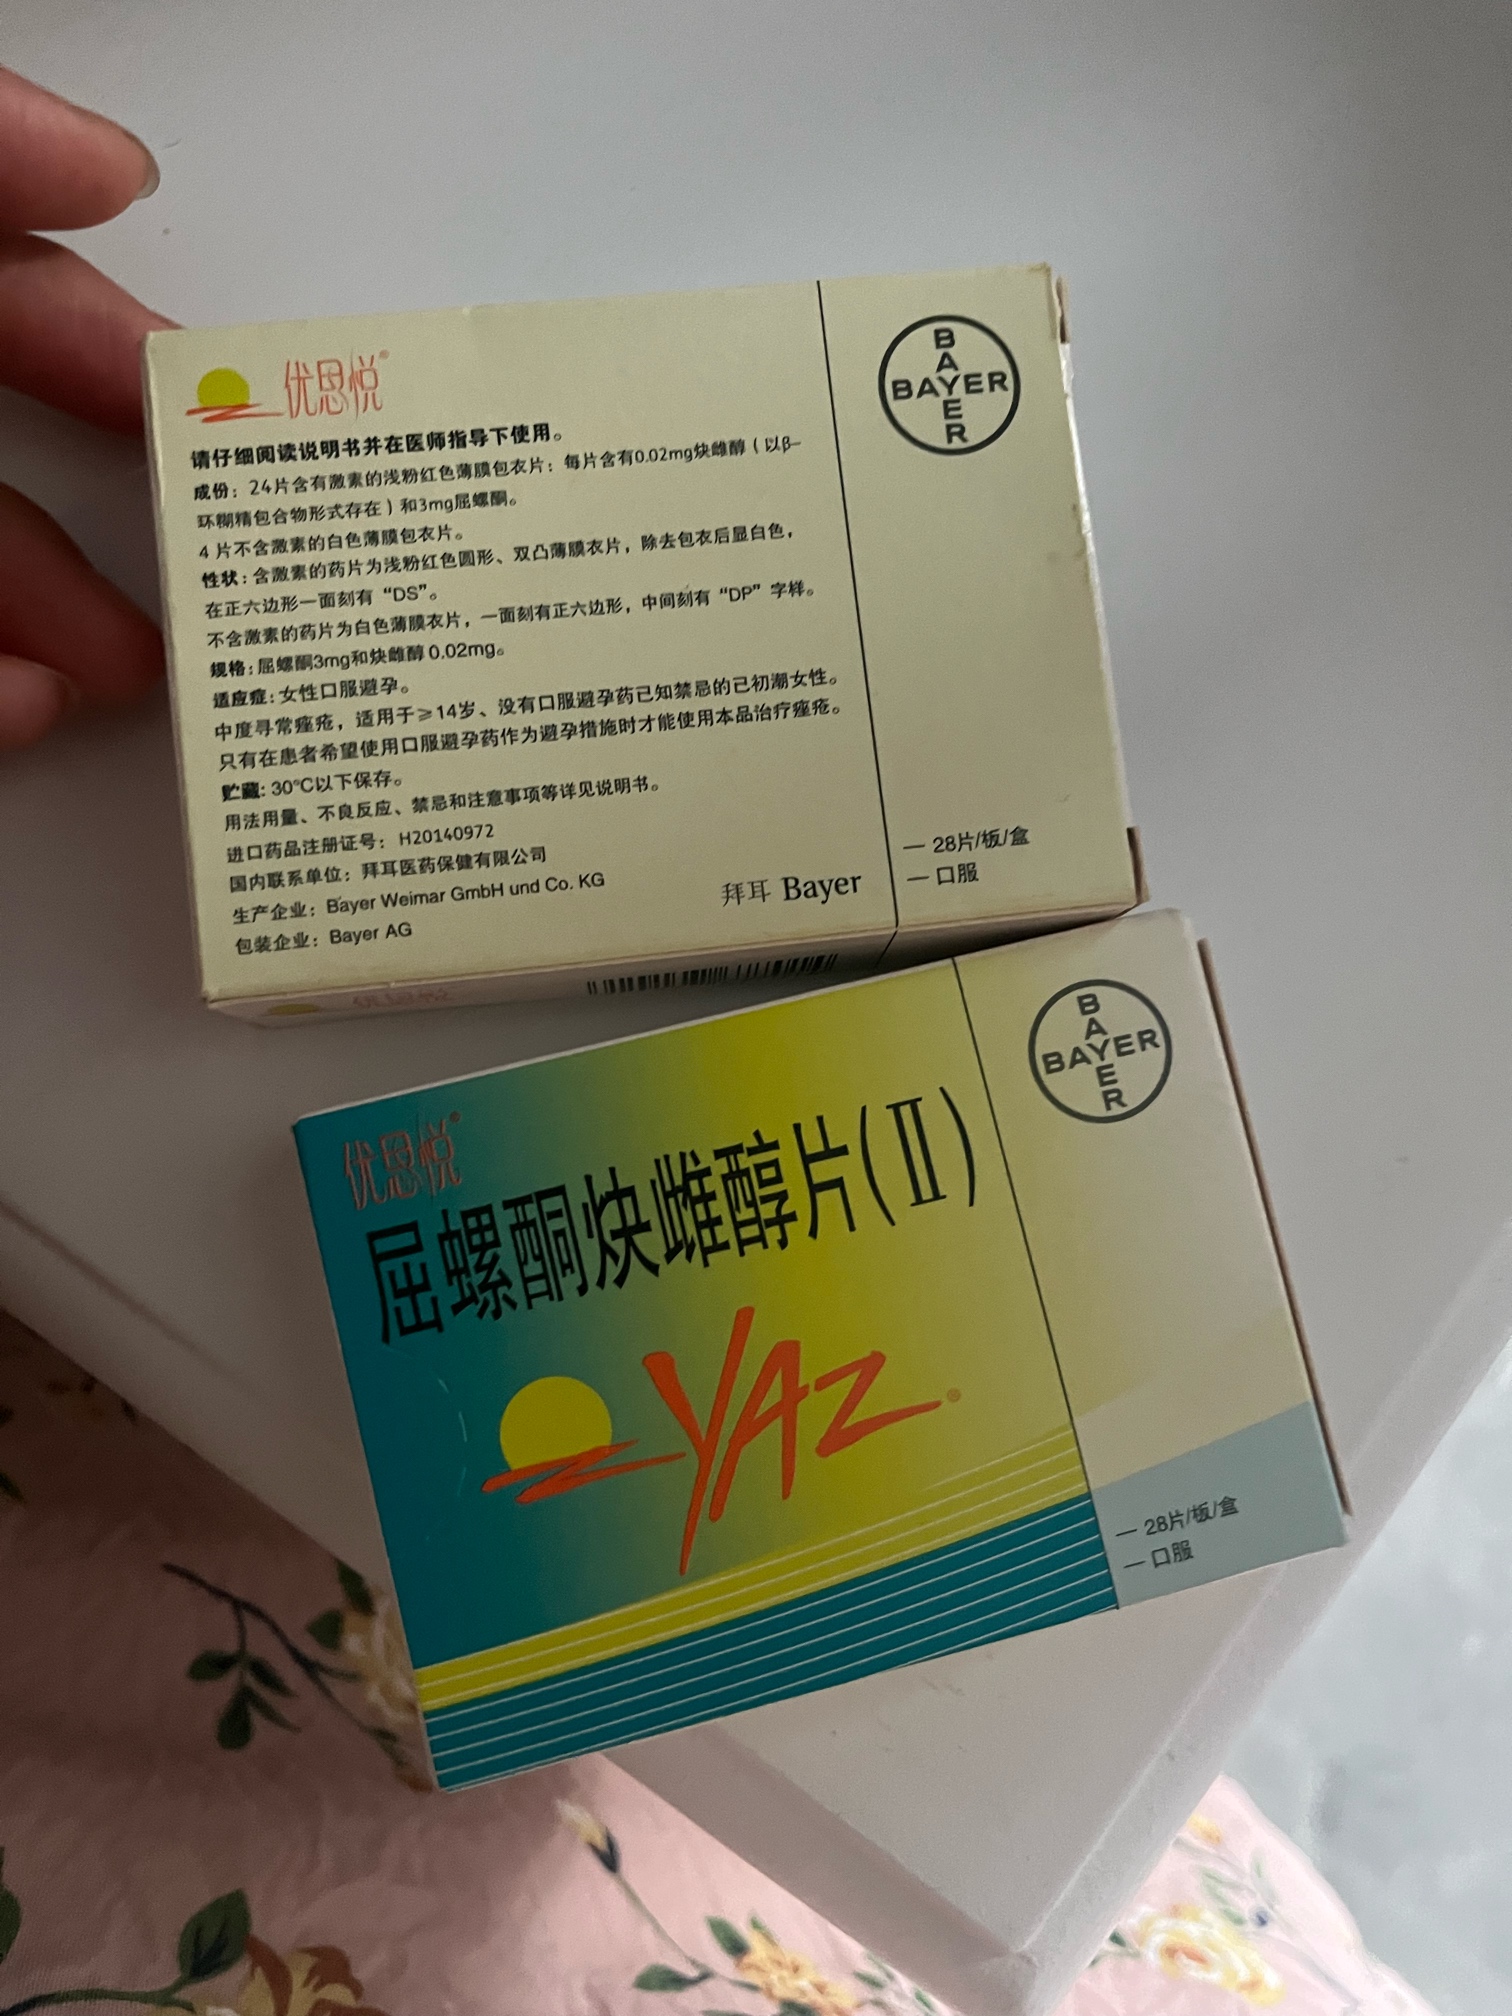 优思悦®
请仔细阅读说明书并在医师指导下使用。
成份：24片含有激素的浅粉红色薄膜包衣片：每片含有0.02mg炔雌醇（以β–
环糊精包合物形式存在）和3mg屈螺酮。
4片不含激素的白色薄膜包衣片。
性状：含激素的药片为浅粉红色圆形、双凸薄膜衣片，除去包衣后显白色，
在正六边形一面刻有“DS”。
不含激素的药片为白色薄膜衣片，一面刻有正六边形，中间刻有“DP”字样。
规格：屈螺酮3mg和炔雌醇0.02mg。
适应症：女性口服避孕。
中度寻常痤疮，适用于≥14岁、没有口服避孕药已知禁忌的已初潮女性。
只有在患者希望使用口服避孕药作为避孕措施时才能使用本品治疗痤疮。
贮藏：30°C以下保存。
用法用量、不良反应、禁忌和注意事项等详见说明书。
进口药品注册证号：H20140972
国内联系单位：拜耳医药保健有限公司
生产企业：Bayer Weimar GmbH und Co. KG
包装企业：Bayer AG
拜耳 Bayer
BAYER
BAYER
— 28片/板/盒
— 口服
优思悦
优思悦®
屈螺酮炔雌醇片(Ⅱ)
YAZ®
BAYER
BAYER
— 28片/板/盒
— 口服